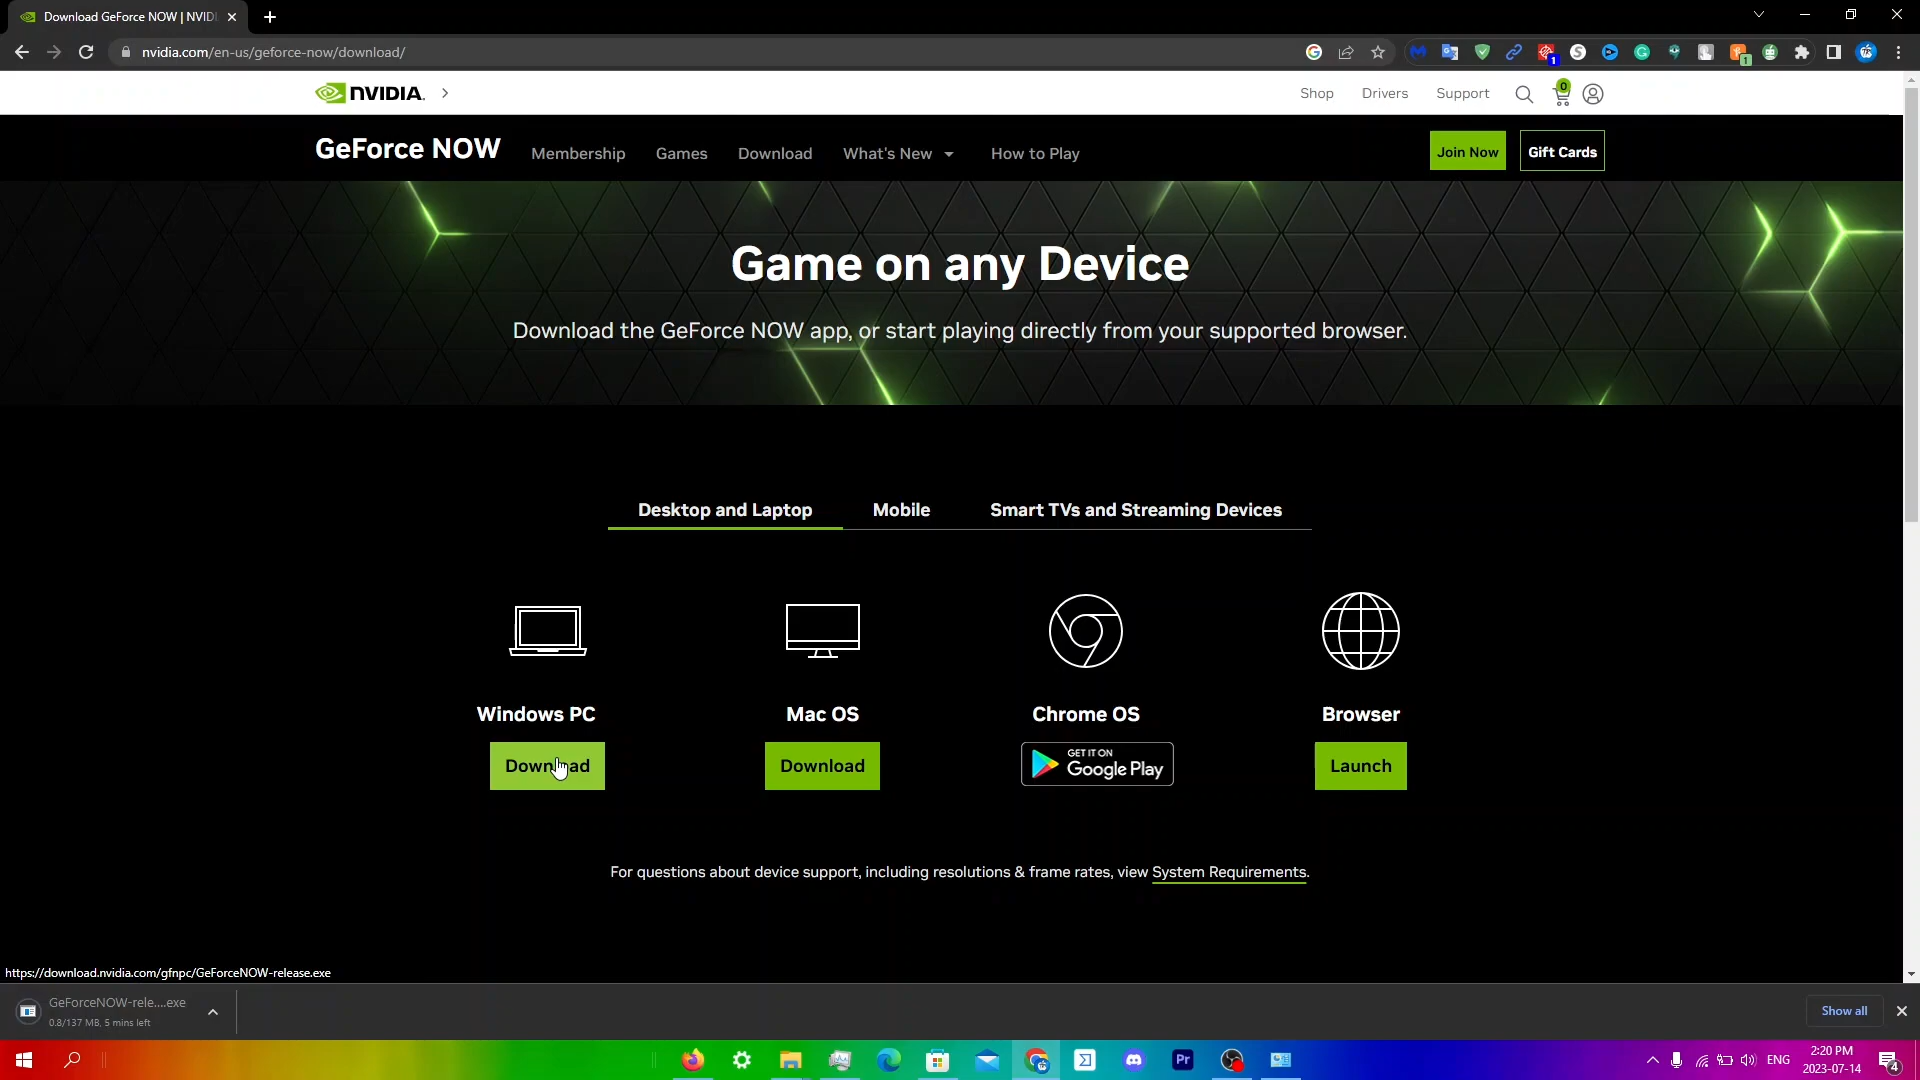 Download GeForce NOW | NVIDI
nvidia.com/en-us/geforce-now/download/
1
1
NVIDIA.
Shop
Drivers
Support
0
GeForce NOW
Membership
Games
Download
What's New
How to Play
Join Now
Gift Cards
Game on any Device
Download the GeForce NOW app, or start playing directly from your supported browser.
Desktop and Laptop
Mobile
Smart TVs and Streaming Devices
Windows PC
Mac OS
Chrome OS
Browser
Download
Download
GET IT ON
Google Play
Launch
For questions about device support, including resolutions & frame rates, view System Requirements.
https://download.nvidia.com/gfnpc/GeForceNOW-release.exe
GeForceNOW-rele....exe
0.8/137 MB, 5 mins left
Show all
Pr
ENG
2:20 PM
2023-07-14
4